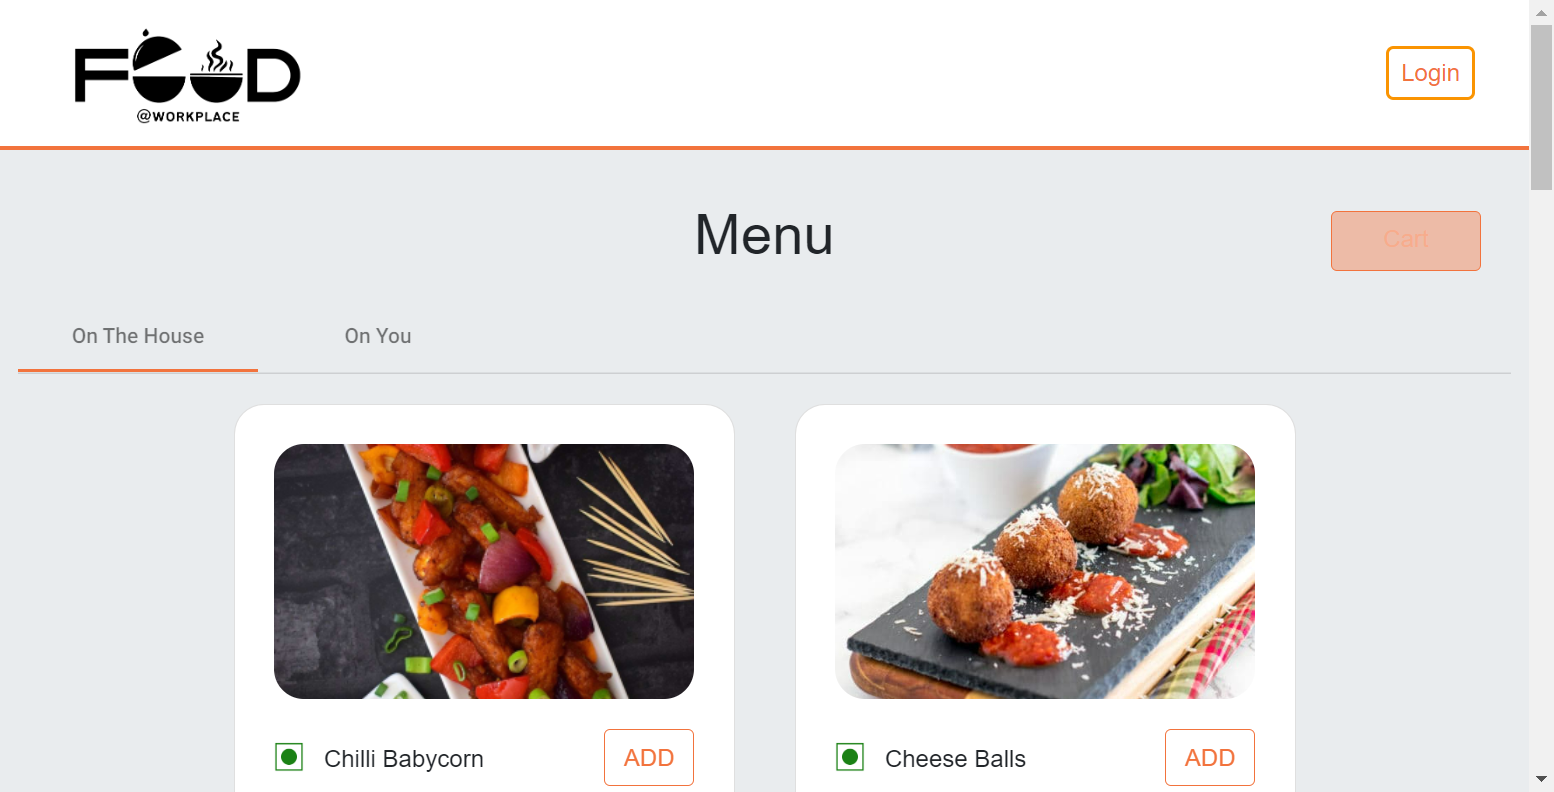 FOOD
@WORKPLACE
Login
Menu
Cart
On The House
On You
Chilli Babycorn
ADD
Cheese Balls
ADD